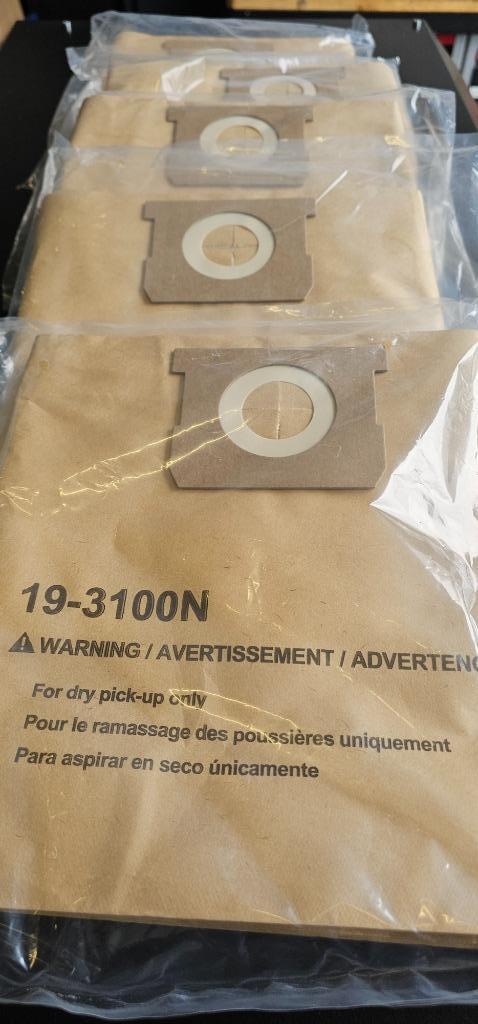 19-3100N
⚠ WARNING / AVERTISSEMENT / ADVERTENC
For dry pick-up only
Pour le ramassage des poussières uniquement
Para aspirar en seco únicamente